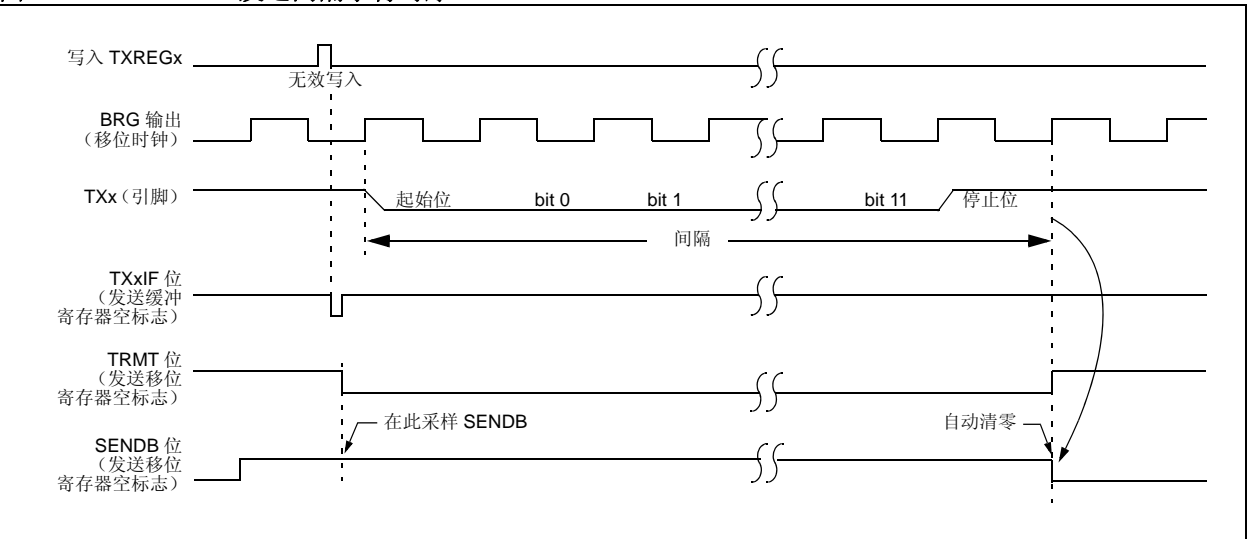 写入 TXREGx
无效写入
BRG 输出
（移位时钟）
TXx（引脚）
起始位
bit 0
bit 1
bit 11
停止位
间隔
TXxIF 位
（发送缓冲
寄存器空标志）
TRMT 位
（发送移位
寄存器空标志）
在此采样 SENDB
自动清零
SENDB 位
（发送移位
寄存器空标志）